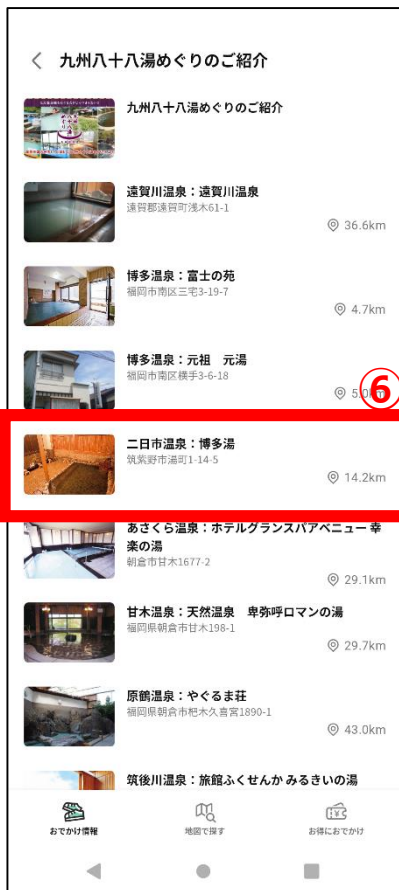 九州八十八湯めぐりのご紹介
九州八十八湯めぐりのご紹介
遠賀川温泉：遠賀川温泉
遠賀郡遠賀町浅木61-1
36.6km
博多温泉：富士の苑
福岡市南区三宅3-19-7
4.7km
博多温泉：元祖　元湯
福岡市南区横手3-6-18
5.0km
⑥
二日市温泉：博多湯
筑紫野市湯町1-14-5
14.2km
あさくら温泉：ホテルグランスパアベニュー 幸
楽の湯
朝倉市甘木1677-2
29.1km
甘木温泉：天然温泉　卑弥呼ロマンの湯
福岡県朝倉市甘木198-1
29.7km
原鶴温泉：やぐるま荘
福岡県朝倉市杷木久喜宮1890-1
43.0km
筑後川温泉：旅館ふくせんか みるきいの湯
おでかけ情報
地図で探す
お得におでかけ